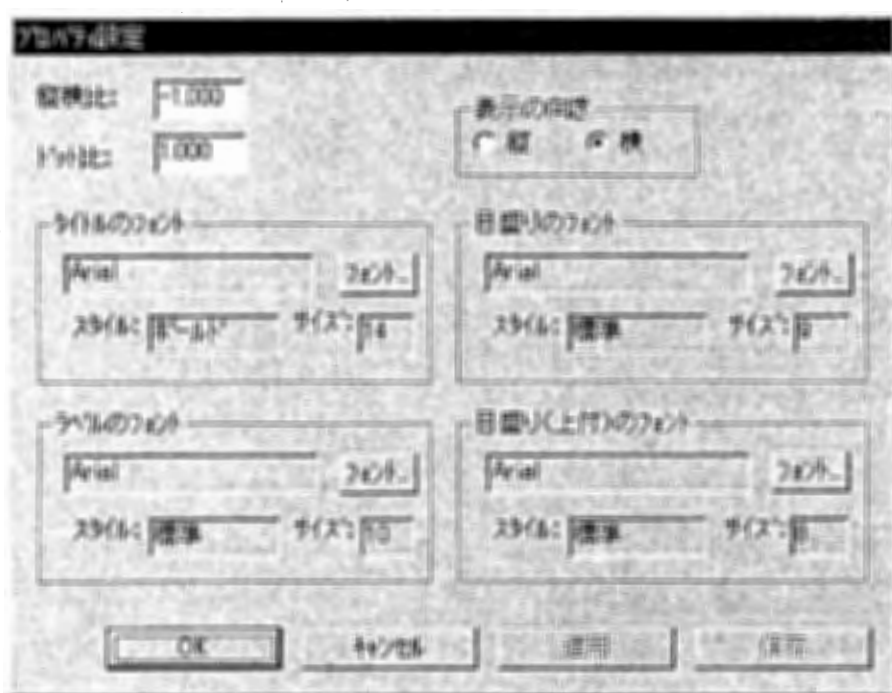 プロパティ設定
縦横比: -1.000
ドット比: 1.000
表示の
縦 横
タイトルのフォント
Arial フォント...
スタイル: ボールド サイズ: 14
目盛りのフォント
Arial フォント...
スタイル: 標準 サイズ:
ラベルのフォント
Arial フォント...
スタイル: 標準 サイズ: 10
目盛り(上付)のフォント
Arial フォント...
スタイル: 標準 サイズ:
OK キャンセル 適用 保存